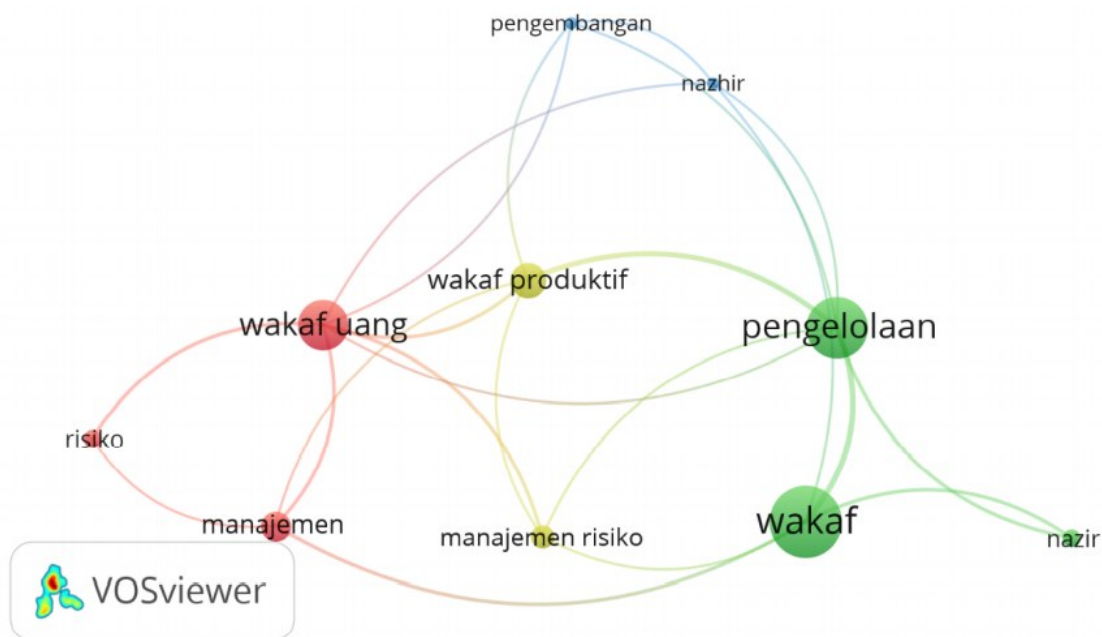 pengembangan
nazhir
wakaf produktif
wakaf uang
pengelolaan
risiko
manajemen
manajemen risiko
wakaf
nazir
VOSviewer